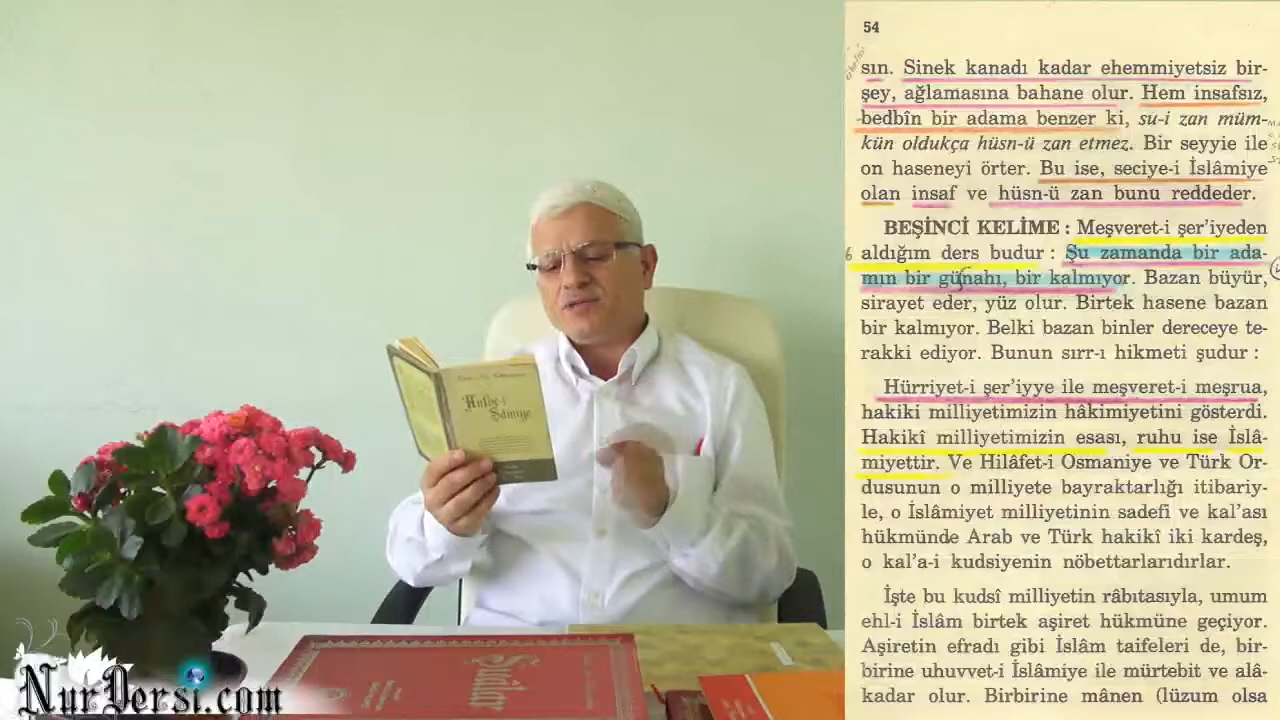 54
sın. Sinek kanadı kadar ehemmiyetsiz bir-
şey, ağlamasına bahane olur. Hem insafsız,
bedbîn bir adama benzer ki, su-i zan müm-
kün oldukça hüsn-ü zan etmez. Bir seyyie ile
on haseneyi örter. Bu ise, seciye-i İslâmiye
olan insaf ve hüsn-ü zan bunu reddeder.
BEŞİNCİ KELİME : Meşveret-i şer'iyeden
aldığım ders budur : Şu zamanda bir ada-
mın bir günahı, bir kalmıyor. Bazan büyür,
sirayet eder, yüz olur. Birtek hasene bazan
bir kalmıyor. Belki bazan binler dereceye te-
rakki ediyor. Bunun sırr-ı hikmeti şudur :
Hürriyet-i şer'iyye ile meşveret-i meşrua,
hakiki milliyetimizin hâkimiyetini gösterdi.
Hakikî milliyetimizin esası, ruhu ise İslâ-
miyettir. Ve Hilâfet-i Osmaniye ve Türk Or-
dusunun o milliyete bayraktarlığı itibariy-
le, o İslâmiyet milliyetinin sadefi ve kal'ası
hükmünde Arab ve Türk hakikî iki kardeş,
o kal'a-i kudsiyenin nöbettarlarıdırlar.
İşte bu kudsî milliyetin râbıtasıyla, umum
ehl-i İslâm birtek aşiret hükmüne geçiyor.
Aşiretin efradı gibi İslâm taifeleri de, bir-
birine uhuvvet-i İslâmiye ile mürtebit ve alâ-
kadar olur. Birbirine mânen (lüzum olsa
Hutbe-i
Şâmiye
Şuâlar
NurDersi.com